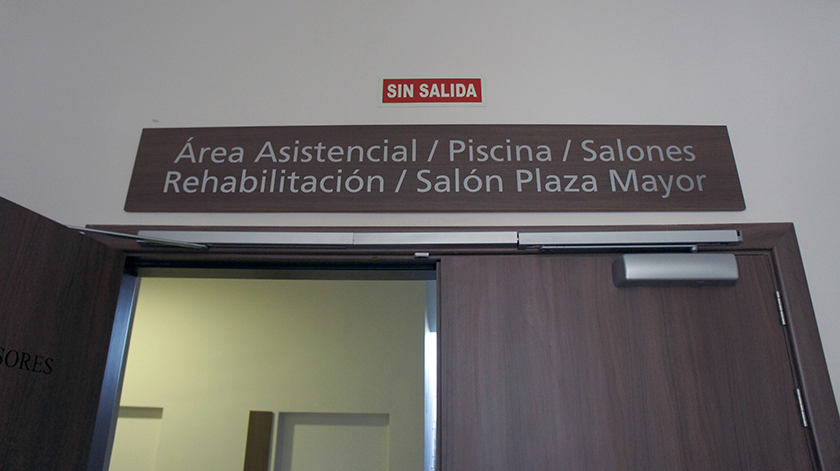 SIN SALIDA
Área Asistencial / Piscina / Salones
Rehabilitación / Salón Plaza Mayor
SORES